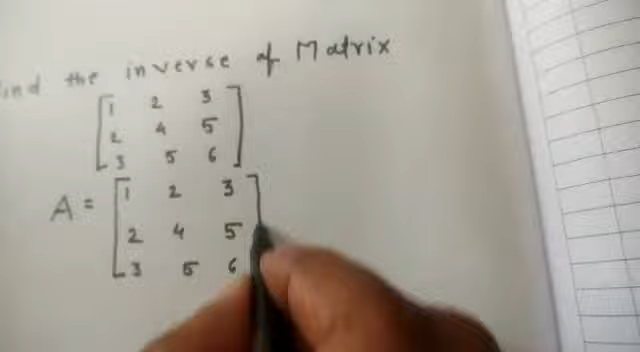 find the inverse of Matrix
1 2 3
2 4 5
3 5 6
A = 1 2 3
2 4 5
3 5 6